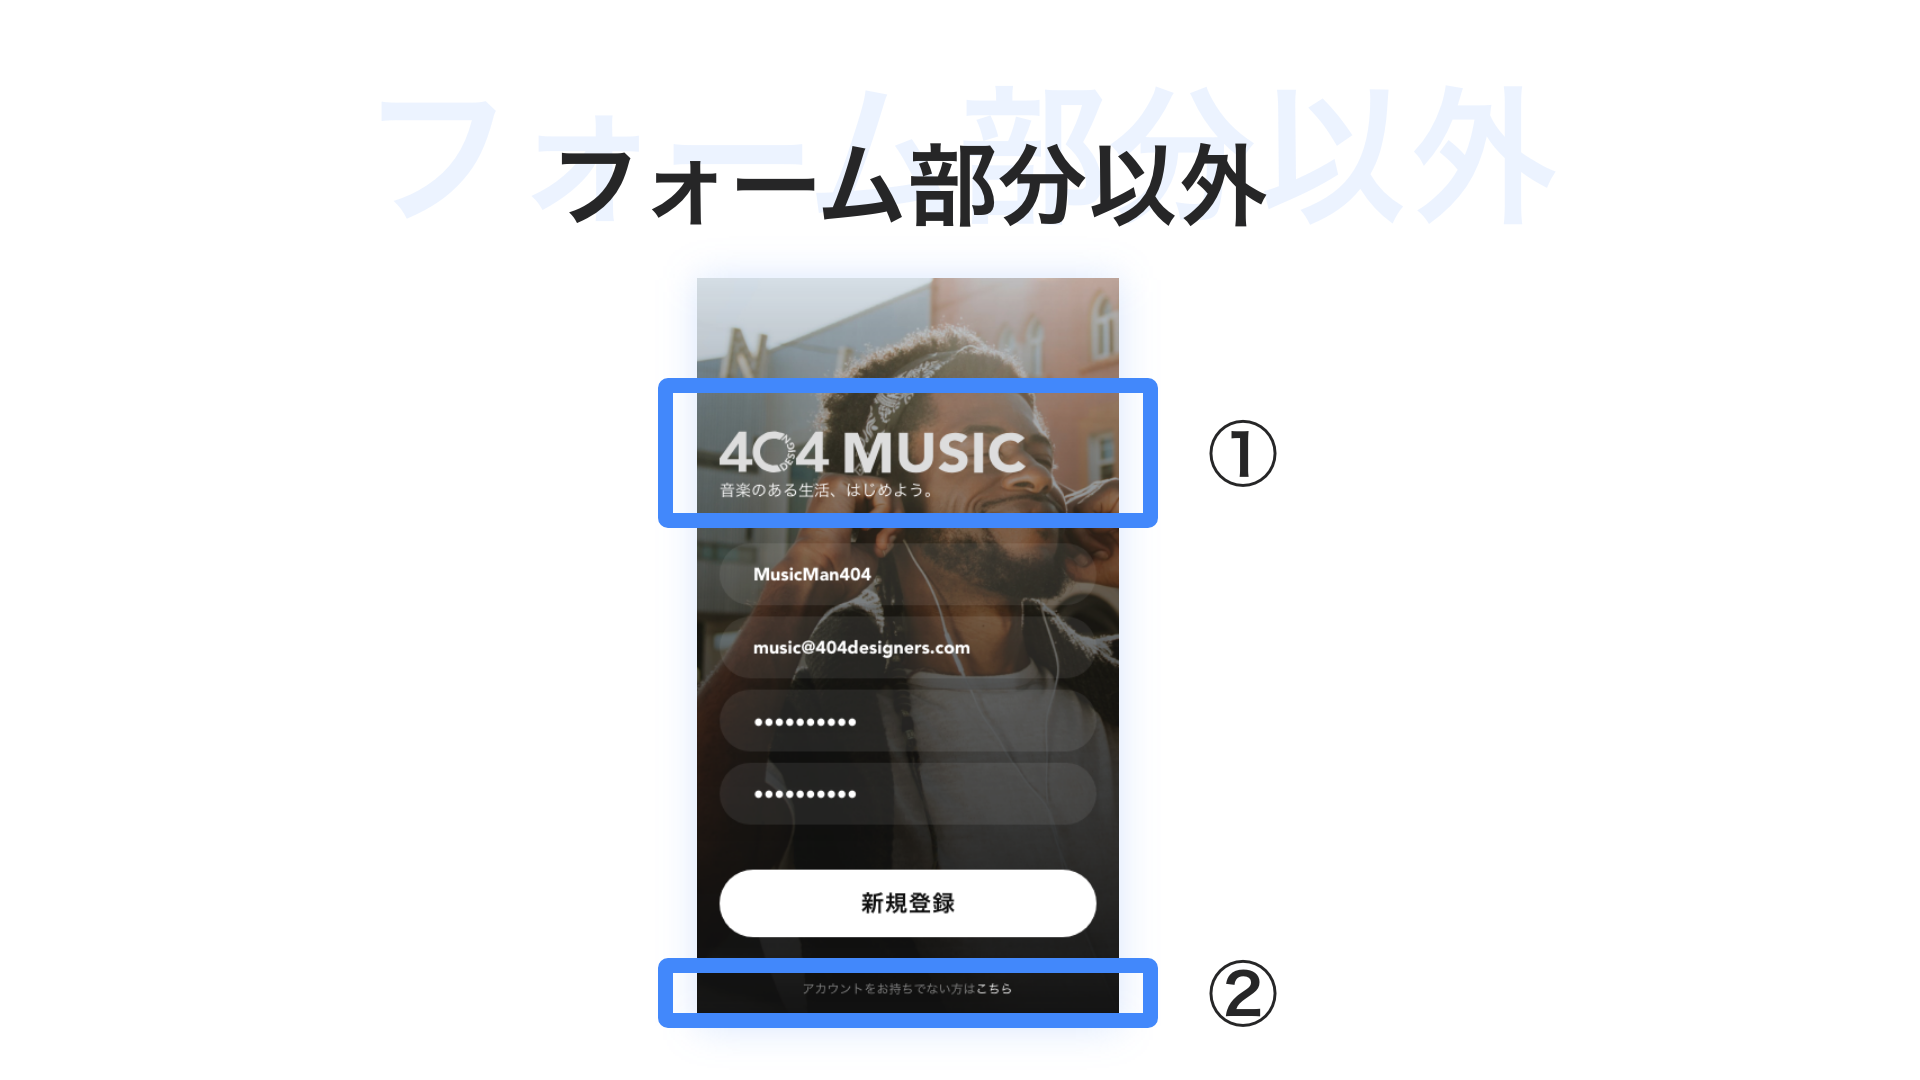 フォーム部分以外
フォーム部分以外
N
404 MUSIC
DESIGN
音楽のある生活、はじめよう。
①
MusicMan404
music@404designers.com
••••••••••
••••••••••
新規登録
アカウントをお持ちでない方はこちら
②